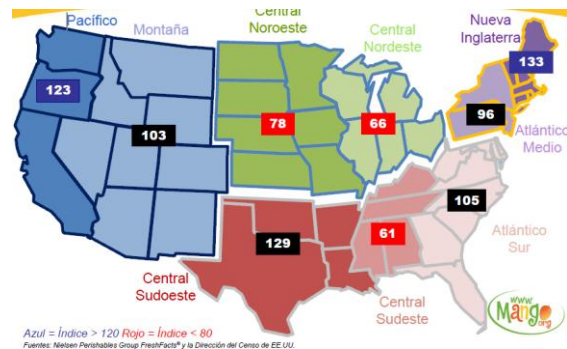 Central
Noroeste
Pacífico
Montaña
Central
Nordeste
Nueva
Inglaterra
123
103
78
66
133
96
Atlántico
Medio
105
129
61
Atlántico
Sur
Central
Sudoeste
Central
Sudeste
www.
Mango.org
Azul = Índice > 120 Rojo = Índice < 80
Fuentes: Nielsen Perishables Group FreshFacts® y la Dirección del Censo de EE.UU.